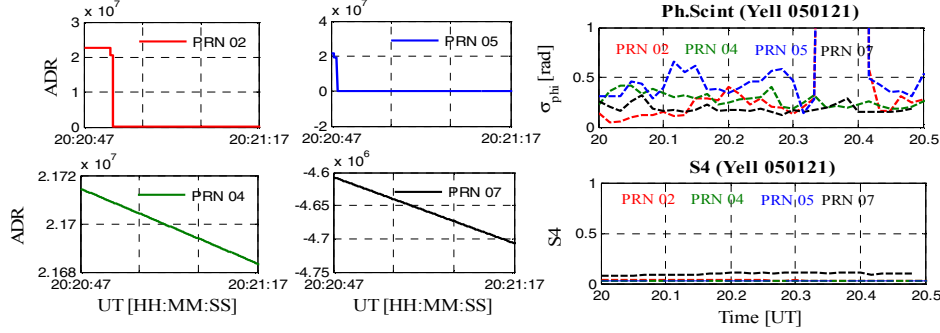 x 10^7
3
2
1
0
ADR
PRN 02
20:20:47
20:21:17
x 10^7
4
2
0
-2
PRN 05
20:20:47
20:21:17
x 10^7
2.172
2.17
2.168
ADR
PRN 04
20:20:47
20:21:17
UT [HH:MM:SS]
x 10^6
-4.6
-4.65
-4.7
-4.75
PRN 07
20:20:47
20:21:17
UT [HH:MM:SS]
Ph.Scint (Yell 050121)
1
0.5
0
σphi [rad]
PRN 02 PRN 04 PRN 05 PRN 07
20 20.1 20.2 20.3 20.4 20.5
S4 (Yell 050121)
1
0.5
0
S4
PRN 02 PRN 04 PRN 05 PRN 07
20 20.1 20.2 20.3 20.4 20.5
Time [UT]